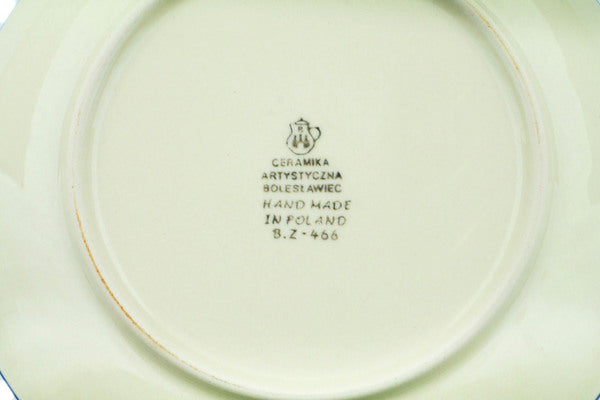 CERAMIKA
ARTYSTYCZNA
BOLESŁAWIEC
HAND MADE
IN POLAND
B.Z-466